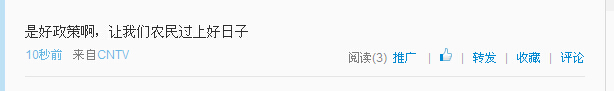 是好政策啊，让我们农民过上好日子
10秒前 来自CNTV 阅读(3) 推广 | | 转发 | 收藏 | 评论